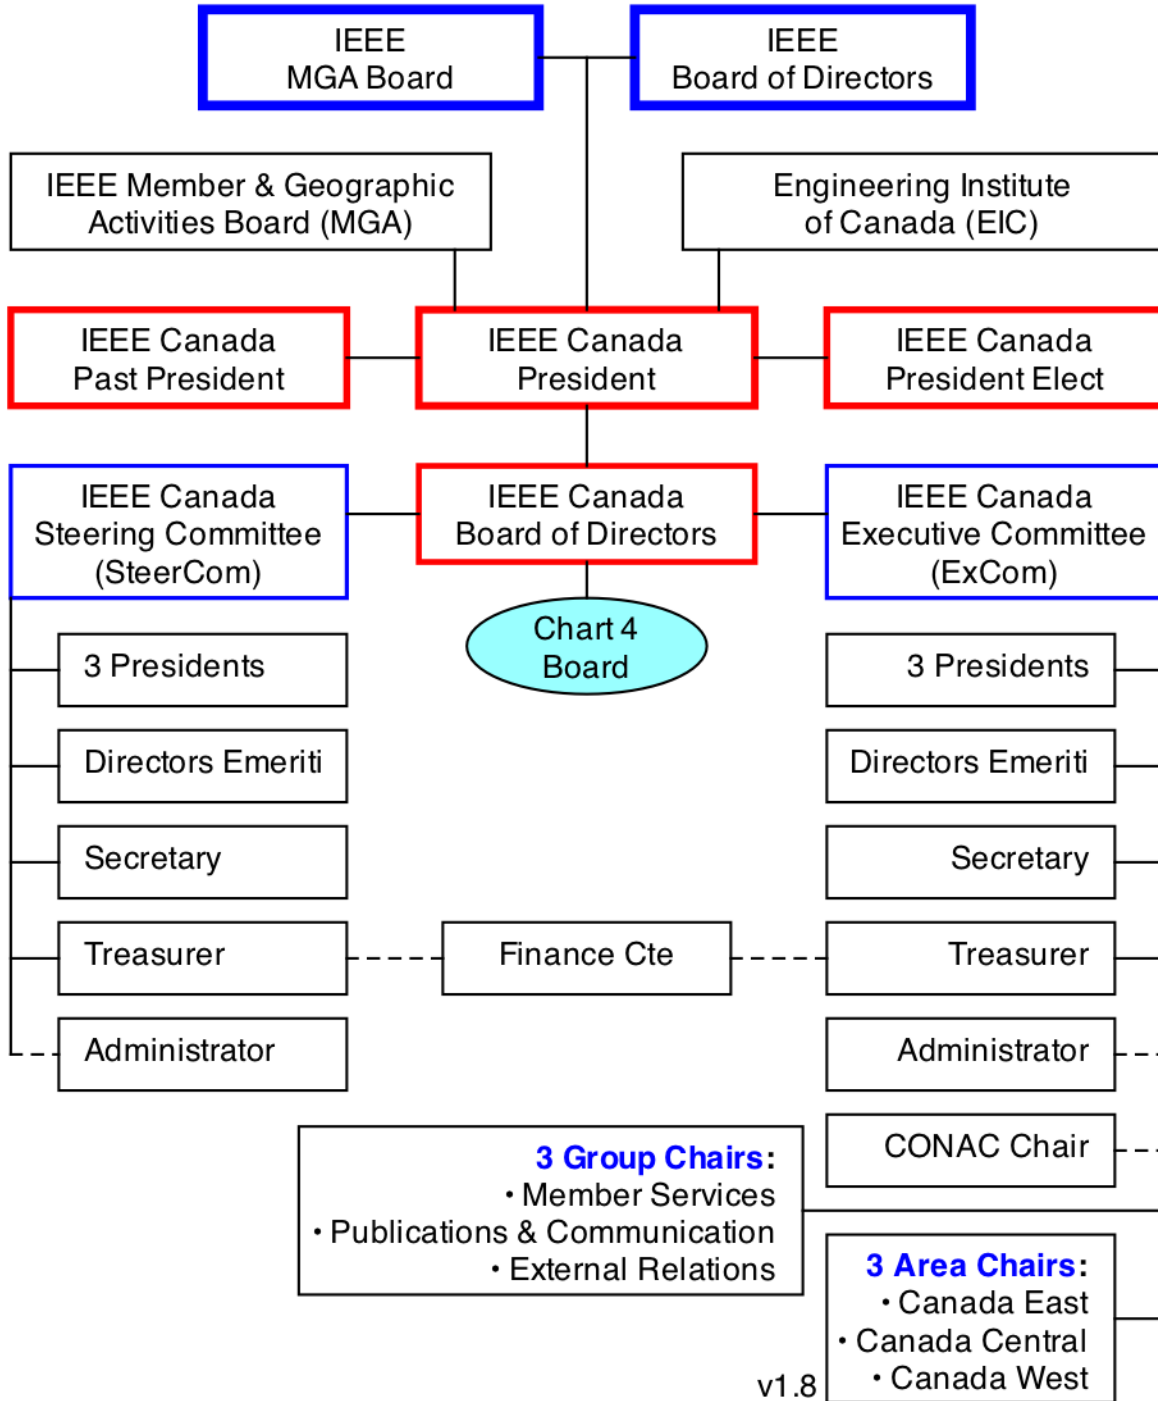 IEEE
MGA Board
IEEE
Board of Directors
IEEE Member & Geographic
Activities Board (MGA)
Engineering Institute
of Canada (EIC)
IEEE Canada
Past President
IEEE Canada
President
IEEE Canada
President Elect
IEEE Canada
Steering Committee
(SteerCom)
IEEE Canada
Board of Directors
IEEE Canada
Executive Committee
(ExCom)
Chart 4
Board
3 Presidents
3 Presidents
Directors Emeriti
Directors Emeriti
Secretary
Secretary
Treasurer
Finance Cte
Treasurer
Administrator
Administrator
CONAC Chair
3 Group Chairs:
• Member Services
• Publications & Communication
• External Relations
3 Area Chairs:
• Canada East
• Canada Central
• Canada West
v1.8